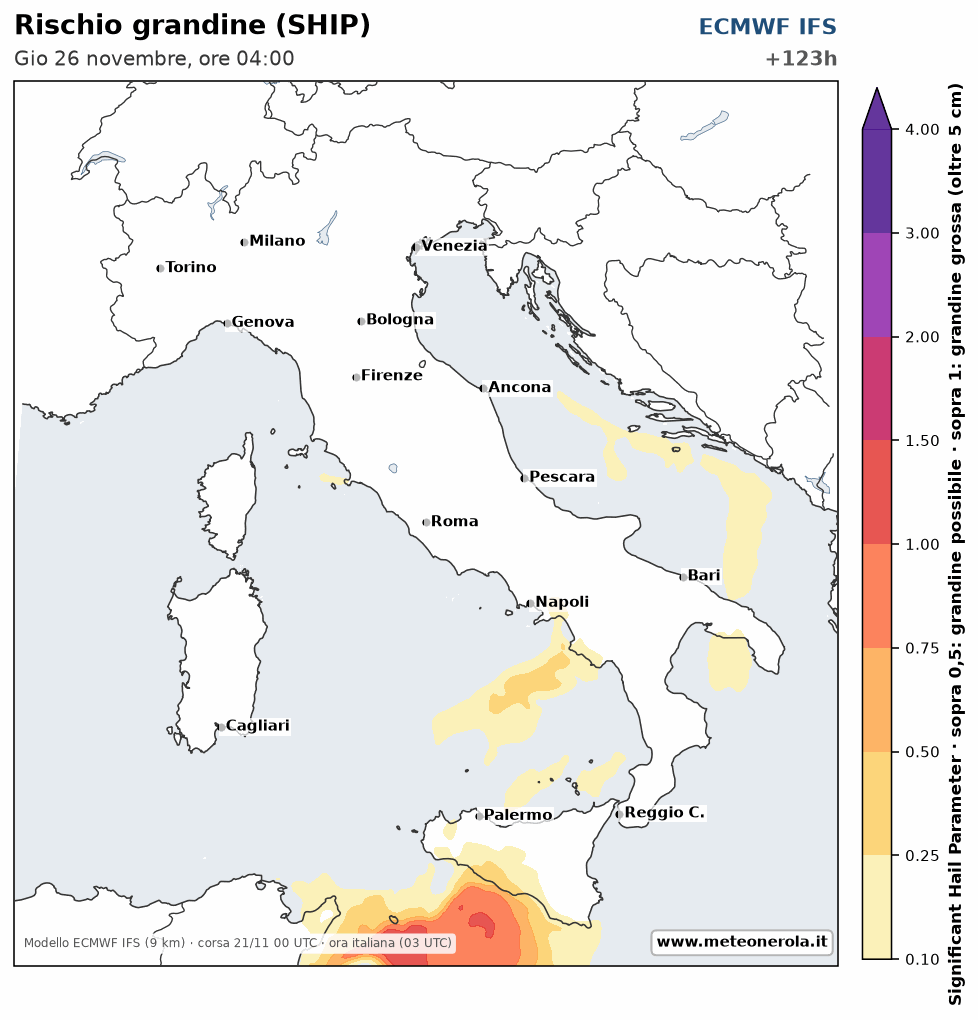 Rischio grandine (SHIP)
ECMWF IFS
Gio 26 novembre, ore 04:00
+123h
Milano
Venezia
Torino
Genova
Bologna
Firenze
Ancona
Pescara
Roma
Bari
Napoli
Cagliari
Palermo
Reggio C.
Modello ECMWF IFS (9 km) · corsa 21/11 00 UTC · ora italiana (03 UTC)
www.meteonerola.it
4.00
3.00
2.00
1.50
1.00
0.75
0.50
0.25
0.10
Significant Hail Parameter · sopra 0,5: grandine possibile · sopra 1: grandine grossa (oltre 5 cm)